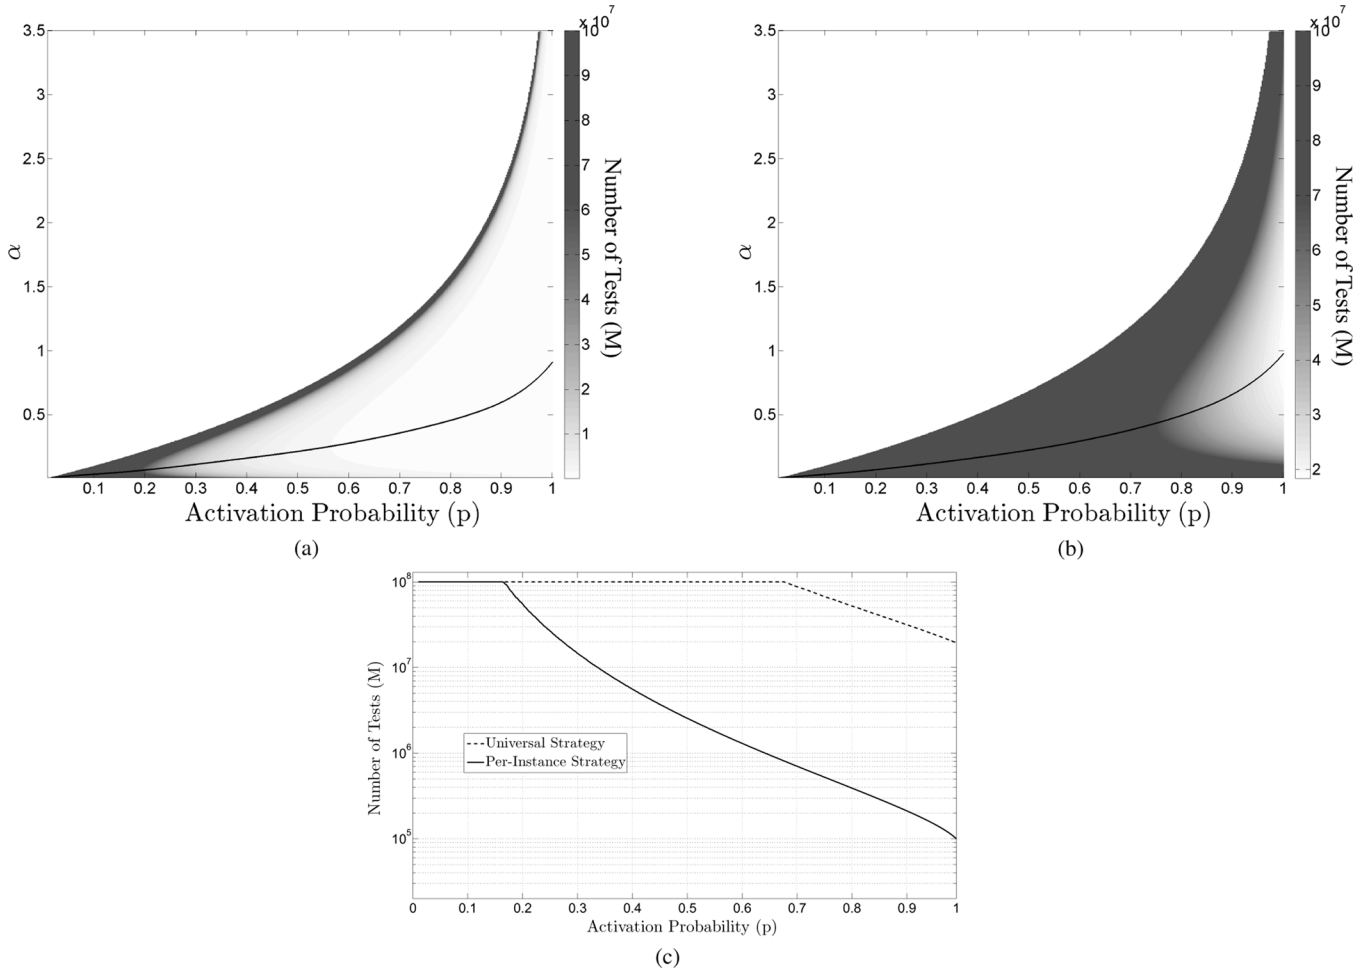 x 10^7
3.5
3
2.5
2
1.5
1
0.5
α
0.1 0.2 0.3 0.4 0.5 0.6 0.7 0.8 0.9 1
Activation Probability (p)
10
9
8
7
6
5
4
3
2
1
Number of Tests (M)
(a)
x 10^7
3.5
3
2.5
2
1.5
1
0.5
α
0.1 0.2 0.3 0.4 0.5 0.6 0.7 0.8 0.9 1
Activation Probability (p)
10
9
8
7
6
5
4
3
2
Number of Tests (M)
(b)
10^8
10^7
10^6
10^5
Number of Tests (M)
Universal Strategy
Per-Instance Strategy
0 0.1 0.2 0.3 0.4 0.5 0.6 0.7 0.8 0.9 1
Activation Probability (p)
(c)